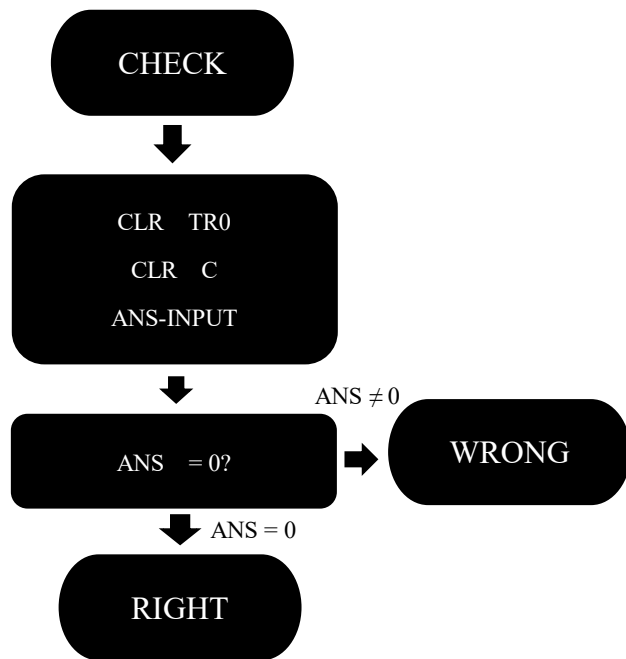 CHECK
CLR TR0
CLR C
ANS-INPUT
ANS ≠ 0
ANS = 0?
WRONG
ANS = 0
RIGHT